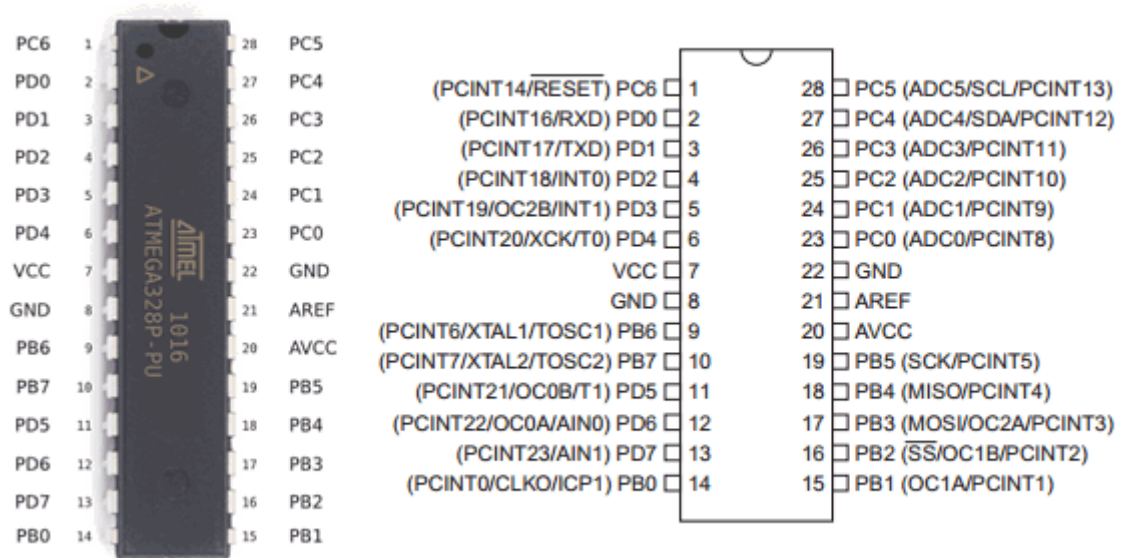 PC6 1 28 PC5
PD0 2 27 PC4
PD1 3 26 PC3
PD2 4 25 PC2
PD3 5 24 PC1
PD4 6 23 PC0
VCC 7 22 GND
GND 8 21 AREF
PB6 9 20 AVCC
PB7 10 19 PB5
PD5 11 18 PB4
PD6 12 17 PB3
PD7 13 16 PB2
PB0 14 15 PB1
ATMEL
1016
ATMEGA328P-PU
(PCINT14/RESET) PC6 1 28 PC5 (ADC5/SCL/PCINT13)
(PCINT16/RXD) PD0 2 27 PC4 (ADC4/SDA/PCINT12)
(PCINT17/TXD) PD1 3 26 PC3 (ADC3/PCINT11)
(PCINT18/INT0) PD2 4 25 PC2 (ADC2/PCINT10)
(PCINT19/OC2B/INT1) PD3 5 24 PC1 (ADC1/PCINT9)
(PCINT20/XCK/T0) PD4 6 23 PC0 (ADC0/PCINT8)
VCC 7 22 GND
GND 8 21 AREF
(PCINT6/XTAL1/TOSC1) PB6 9 20 AVCC
(PCINT7/XTAL2/TOSC2) PB7 10 19 PB5 (SCK/PCINT5)
(PCINT21/OC0B/T1) PD5 11 18 PB4 (MISO/PCINT4)
(PCINT22/OC0A/AIN0) PD6 12 17 PB3 (MOSI/OC2A/PCINT3)
(PCINT23/AIN1) PD7 13 16 PB2 (SS/OC1B/PCINT2)
(PCINT0/CLKO/ICP1) PB0 14 15 PB1 (OC1A/PCINT1)